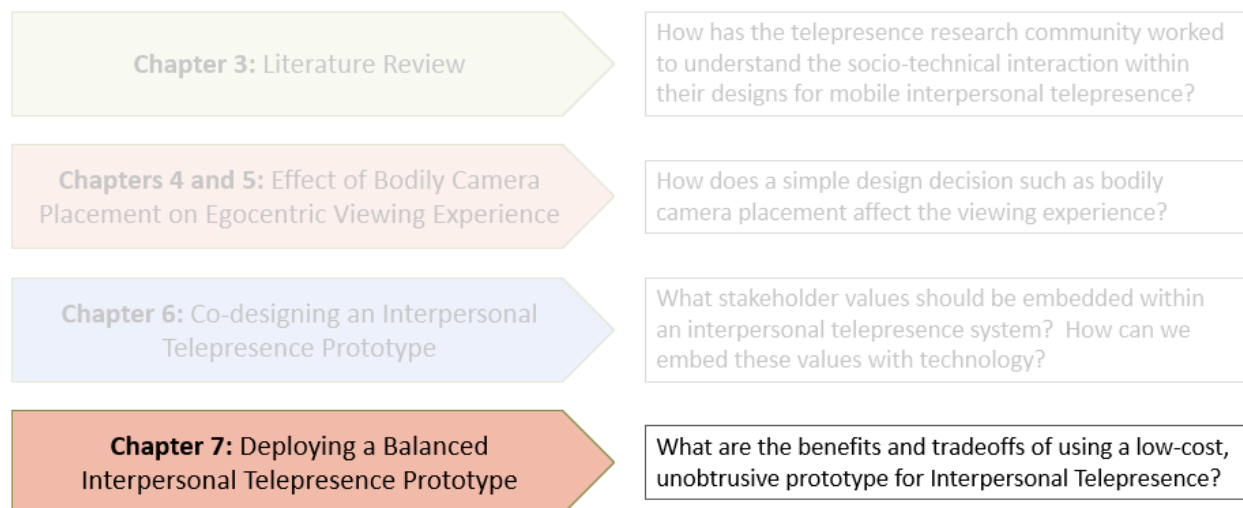 Chapter 3: Literature Review
How has the telepresence research community worked
to understand the socio-technical interaction within
their designs for mobile interpersonal telepresence?
Chapters 4 and 5: Effect of Bodily Camera
Placement on Egocentric Viewing Experience
How does a simple design decision such as bodily
camera placement affect the viewing experience?
Chapter 6: Co-designing an Interpersonal
Telepresence Prototype
What stakeholder values should be embedded within
an interpersonal telepresence system? How can we
embed these values with technology?
Chapter 7: Deploying a Balanced
Interpersonal Telepresence Prototype
What are the benefits and tradeoffs of using a low-cost,
unobtrusive prototype for Interpersonal Telepresence?